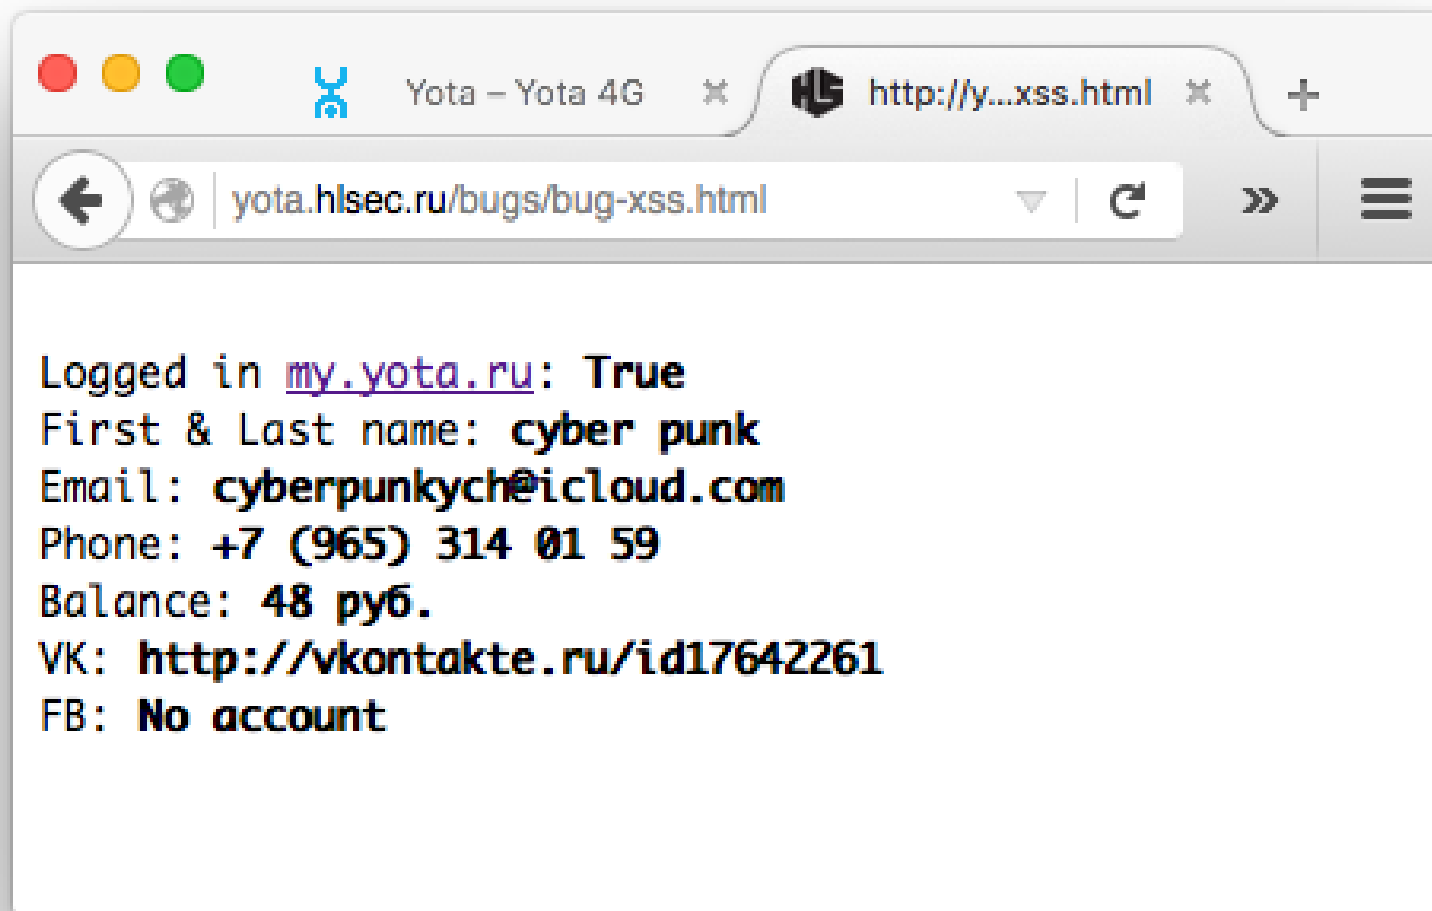 Yota – Yota 4G
HLS http://y...xss.html
yota.hlsec.ru/bugs/bug-xss.html
Logged in my.yota.ru: True
First & Last name: cyber punk
Email: cyberpunkych@icloud.com
Phone: +7 (965) 314 01 59
Balance: 48 руб.
VK: http://vkontakte.ru/id17642261
FB: No account